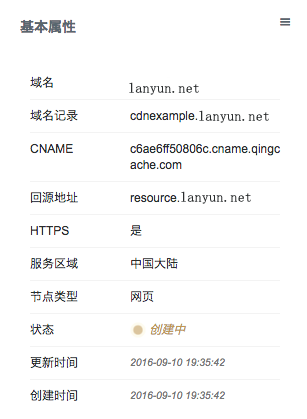 基本属性
域名 lanyun.net
域名记录 cdnexample.lanyun.net
CNAME c6ae6ff50806c.cname.qingc
ache.com
回源地址 resource.lanyun.net
HTTPS 是
服务区域 中国大陆
节点类型 网页
状态 创建中
更新时间 2016-09-10 19:35:42
创建时间 2016-09-10 19:35:42